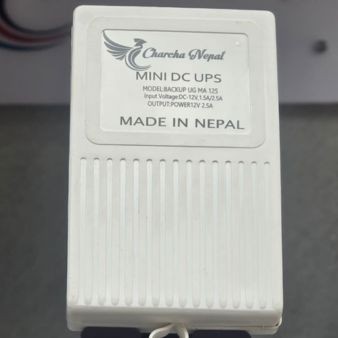 Charcha Nepal
MINI DC UPS
MODEL:BACKUP UG MA 12S
Input Voltage:DC-12V,1.5A/2.5A
OUTPUT:POWER12V 2.5A
MADE IN NEPAL